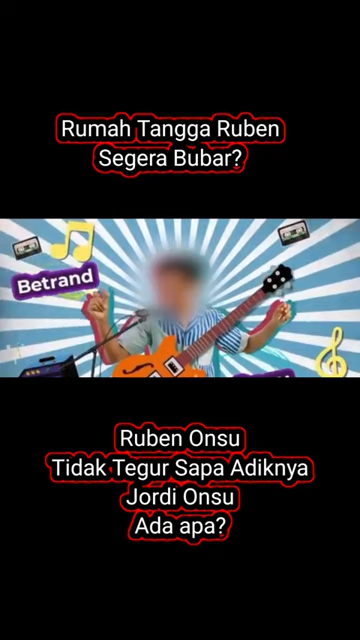 Rumah Tangga Ruben
Segera Bubar?
Betrand
Ruben Onsu
Tidak Tegur Sapa Adiknya
Jordi Onsu
Ada apa?